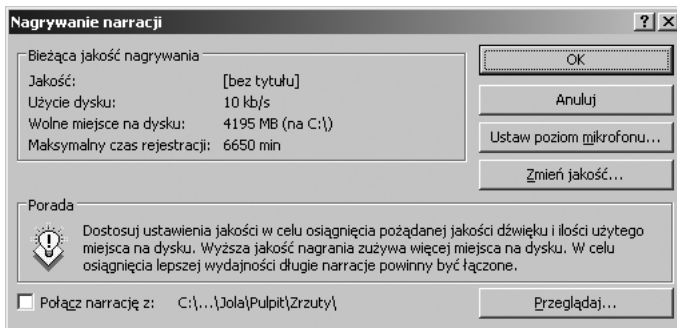 Nagrywanie narracji
Bieżąca jakość nagrywania
Jakość: [bez tytułu]
Użycie dysku: 10 kb/s
Wolne miejsce na dysku: 4195 MB (na C:\)
Maksymalny czas rejestracji: 6650 min
OK
Anuluj
Ustaw poziom mikrofonu...
Zmień jakość...
Porada
Dostosuj ustawienia jakości w celu osiągnięcia pożądanej jakości dźwięku i ilości użytego
miejsca na dysku. Wyższa jakość nagrania zużywa więcej miejsca na dysku. W celu
osiągnięcia lepszej wydajności długie narracje powinny być łączone.
Połącz narrację z: C:\...\Jola\Pulpit\Zrzuty\
Przeglądaj...